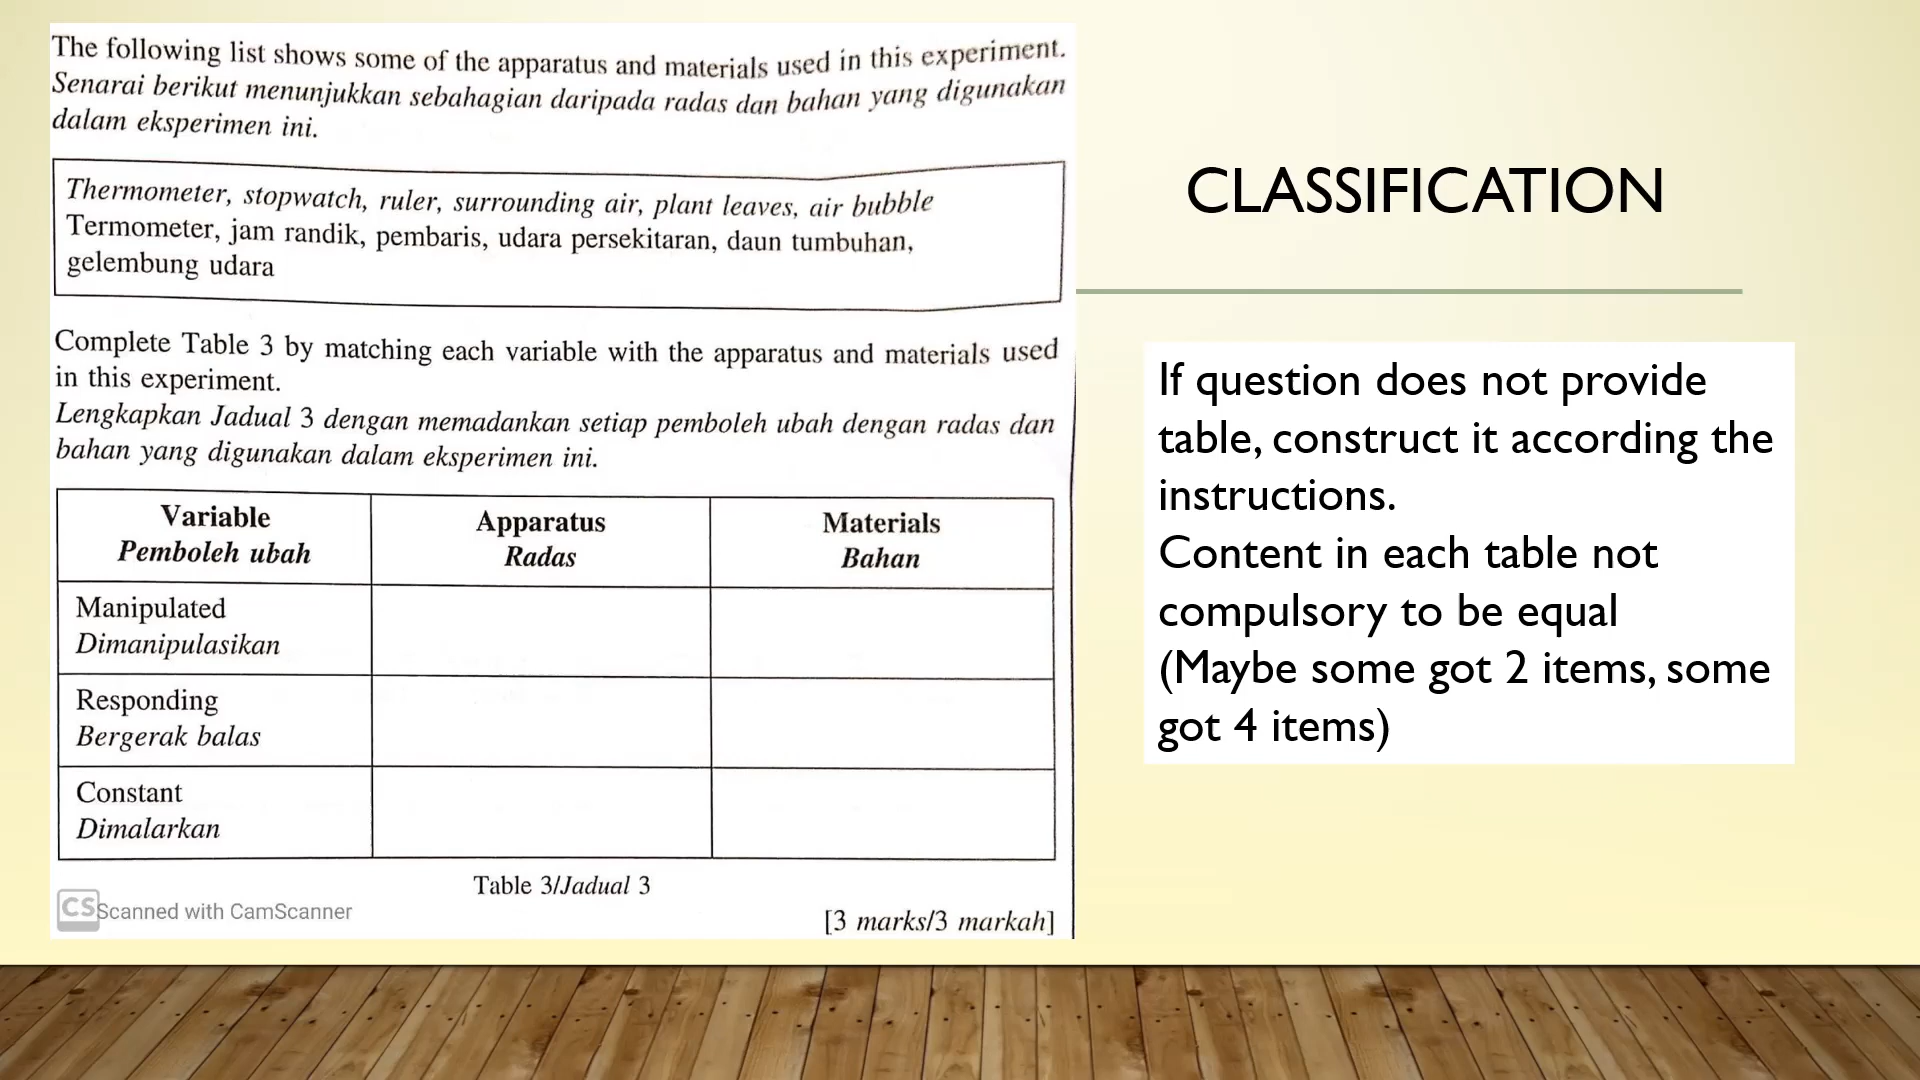 The following list shows some of the apparatus and materials used in this experiment.
Senarai berikut menunjukkan sebahagian daripada radas dan bahan yang digunakan
dalam eksperimen ini.
Thermometer, stopwatch, ruler, surrounding air, plant leaves, air bubble
Termometer, jam randik, pembaris, udara persekitaran, daun tumbuhan,
gelembung udara
Complete Table 3 by matching each variable with the apparatus and materials used
in this experiment.
Lengkapkan Jadual 3 dengan memadankan setiap pemboleh ubah dengan radas dan
bahan yang digunakan dalam eksperimen ini.
Variable
Pemboleh ubah
Apparatus
Radas
Materials
Bahan
Manipulated
Dimanipulasikan
Responding
Bergerak balas
Constant
Dimalarkan
Table 3/Jadual 3
[3 marks/3 markah]
CS Scanned with CamScanner
CLASSIFICATION
If question does not provide
table, construct it according the
instructions.
Content in each table not
compulsory to be equal
(Maybe some got 2 items, some
got 4 items)